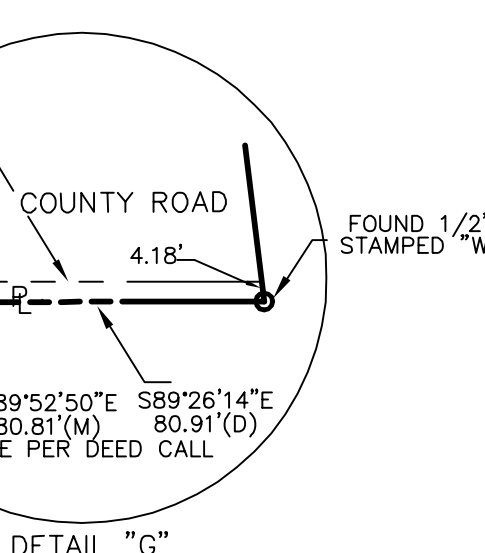 COUNTY ROAD
FOUND 1/2"
STAMPED "W
4.18'
PL
89°52'50"E S89°26'14"E
80.81'(M) 80.91'(D)
E PER DEED CALL
DETAIL "G"